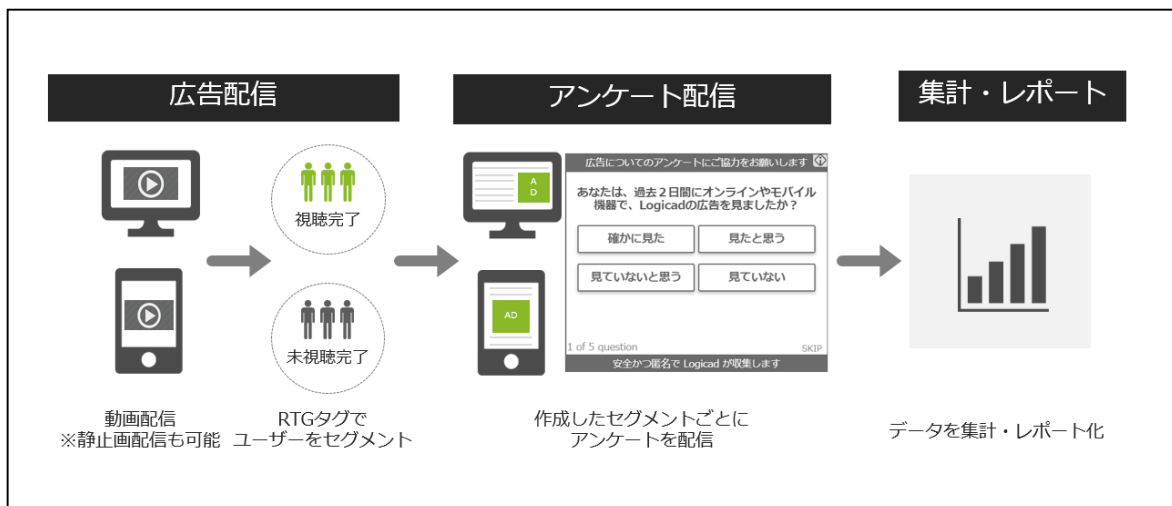 広告配信
アンケート配信
集計・レポート
視聴完了
未視聴完了
動画配信
※静止画配信も可能
RTGタグで
ユーザーをセグメント
A
D
AD
広告についてのアンケートにご協力をお願いします
あなたは、過去２日間にオンラインやモバイル
機器で、Logicadの広告を見ましたか？
確かに見た
見たと思う
見ていないと思う
見ていない
1 of 5 question
SKIP
安全かつ匿名で Logicad が収集します
作成したセグメントごとに
アンケートを配信
データを集計・レポート化